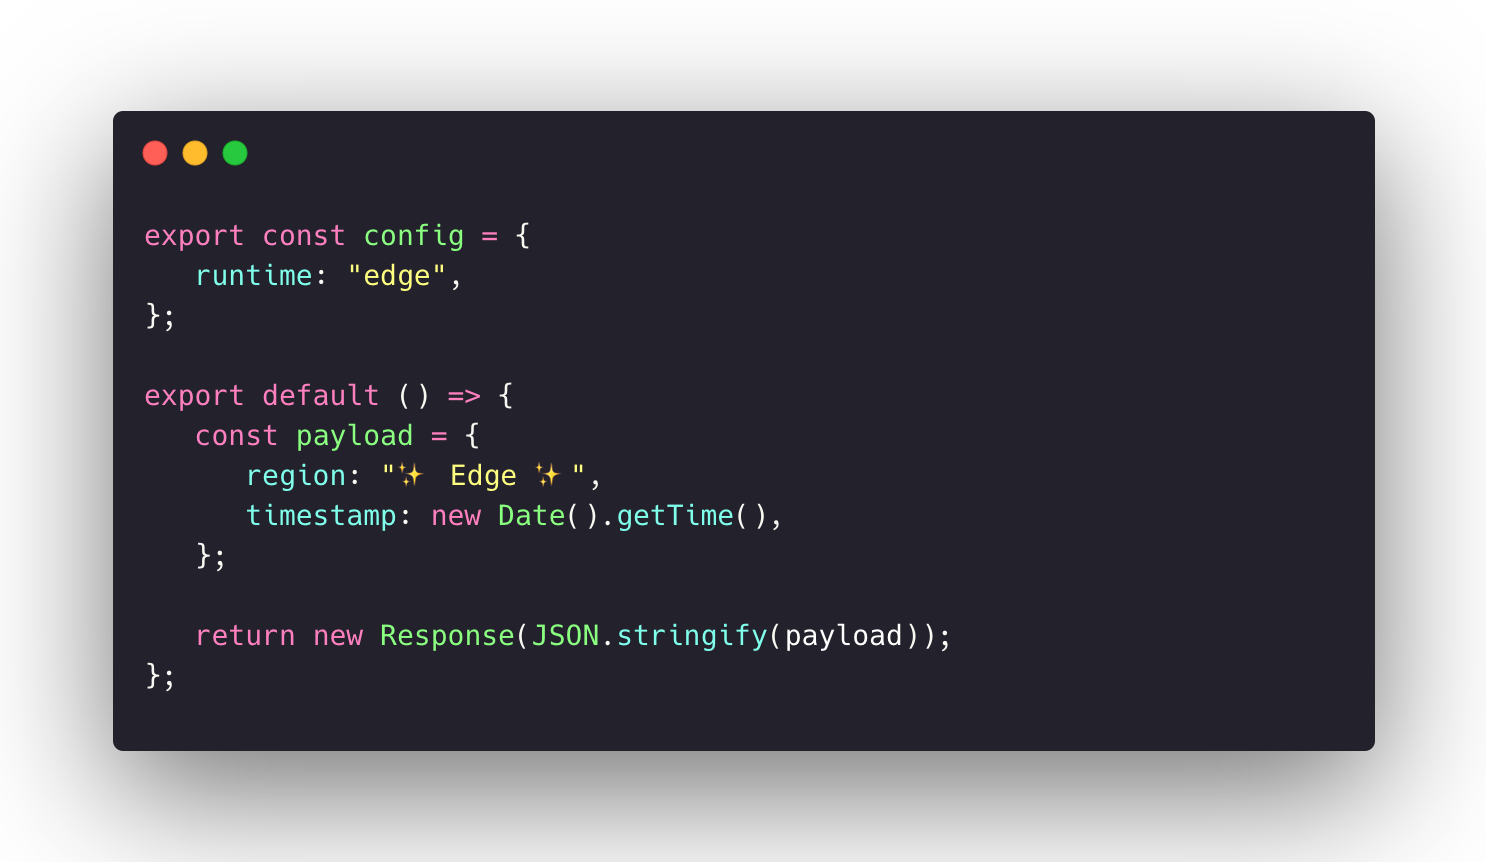 export const config = {
   runtime: "edge",
};

export default () => {
   const payload = {
      region: "✨ Edge ✨",
      timestamp: new Date().getTime(),
   };

   return new Response(JSON.stringify(payload));
};